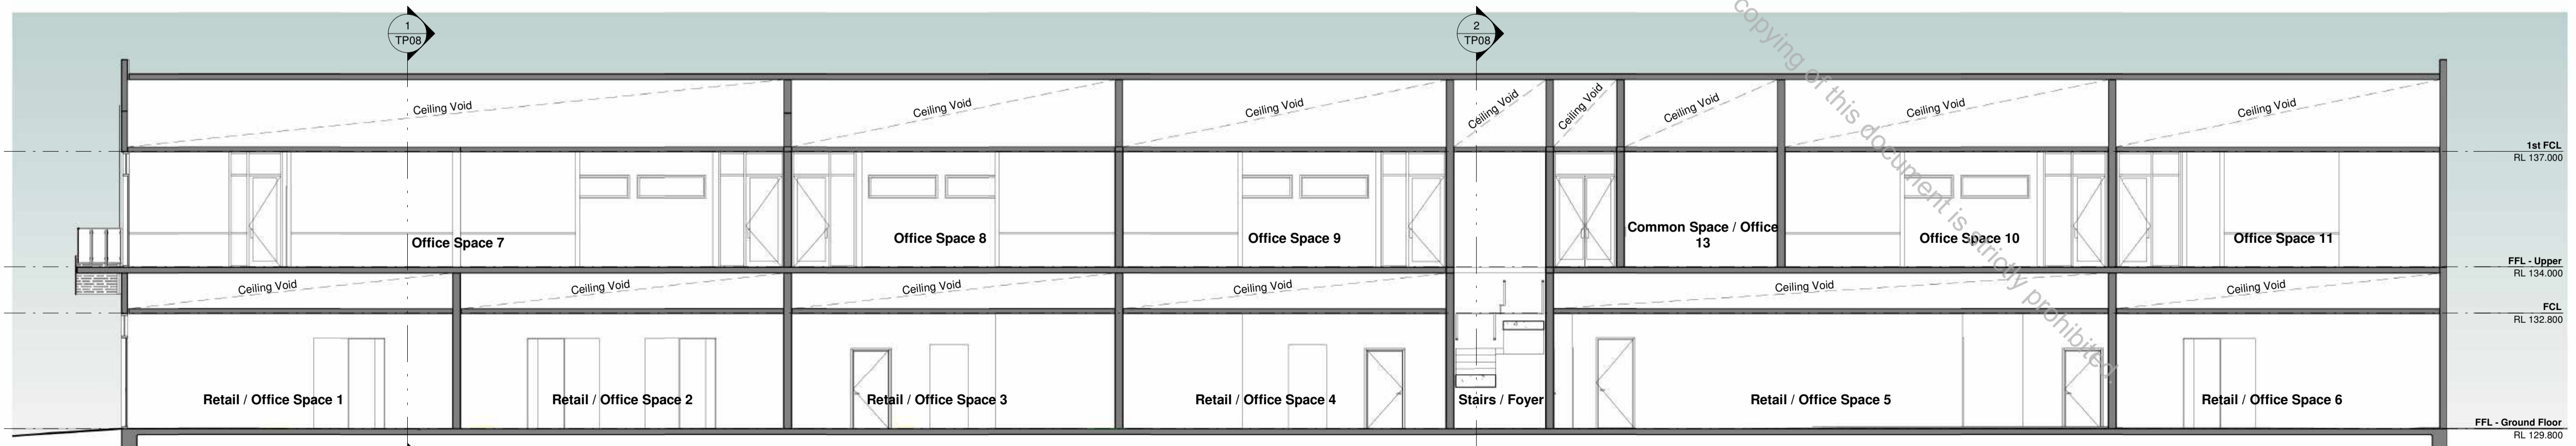 1
TP08
2
TP08
copying of this document is strictly prohibited.
Ceiling Void
Ceiling Void
Ceiling Void
Ceiling Void
Ceiling Void
Ceiling Void
Ceiling Void
Ceiling Void
1st FCL
RL 137.000
Office Space 7
Office Space 8
Office Space 9
Common Space / Office
13
Office Space 10
Office Space 11
FFL - Upper
RL 134.000
Ceiling Void
Ceiling Void
Ceiling Void
Ceiling Void
Ceiling Void
Ceiling Void
FCL
RL 132.800
Retail / Office Space 1
Retail / Office Space 2
Retail / Office Space 3
Retail / Office Space 4
Stairs / Foyer
Retail / Office Space 5
Retail / Office Space 6
FFL - Ground Floor
RL 129.800